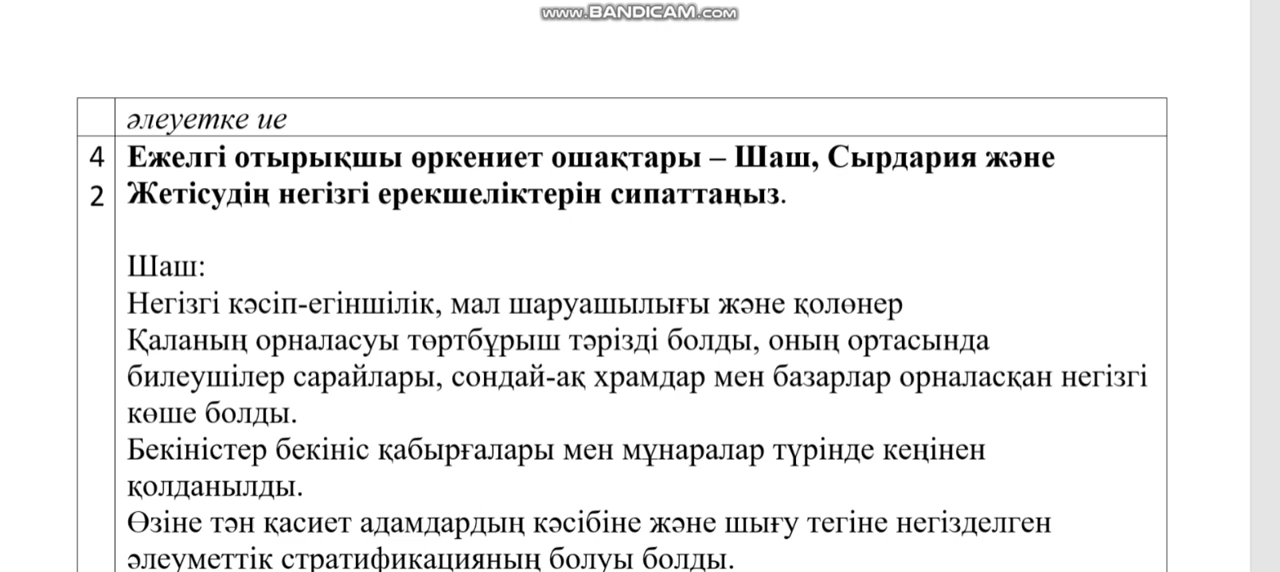 www.BANDICAM.com
әлеуетке ие
42 Ежелгі отырықшы өркениет ошақтары – Шаш, Сырдария және
Жетісудің негізгі ерекшеліктерін сипаттаңыз.
Шаш:
Негізгі кәсіп-егіншілік, мал шаруашылығы және қолөнер
Қаланың орналасуы төртбұрыш тәрізді болды, оның ортасында
билеушілер сарайлары, сондай-ақ храмдар мен базарлар орналасқан негізгі
көше болды.
Бекіністер бекініс қабырғалары мен мұнаралар түрінде кеңінен
қолданылды.
Өзіне тән қасиет адамдардың кәсібіне және шығу тегіне негізделген
әлеуметтік стратификацияның болуы болды.